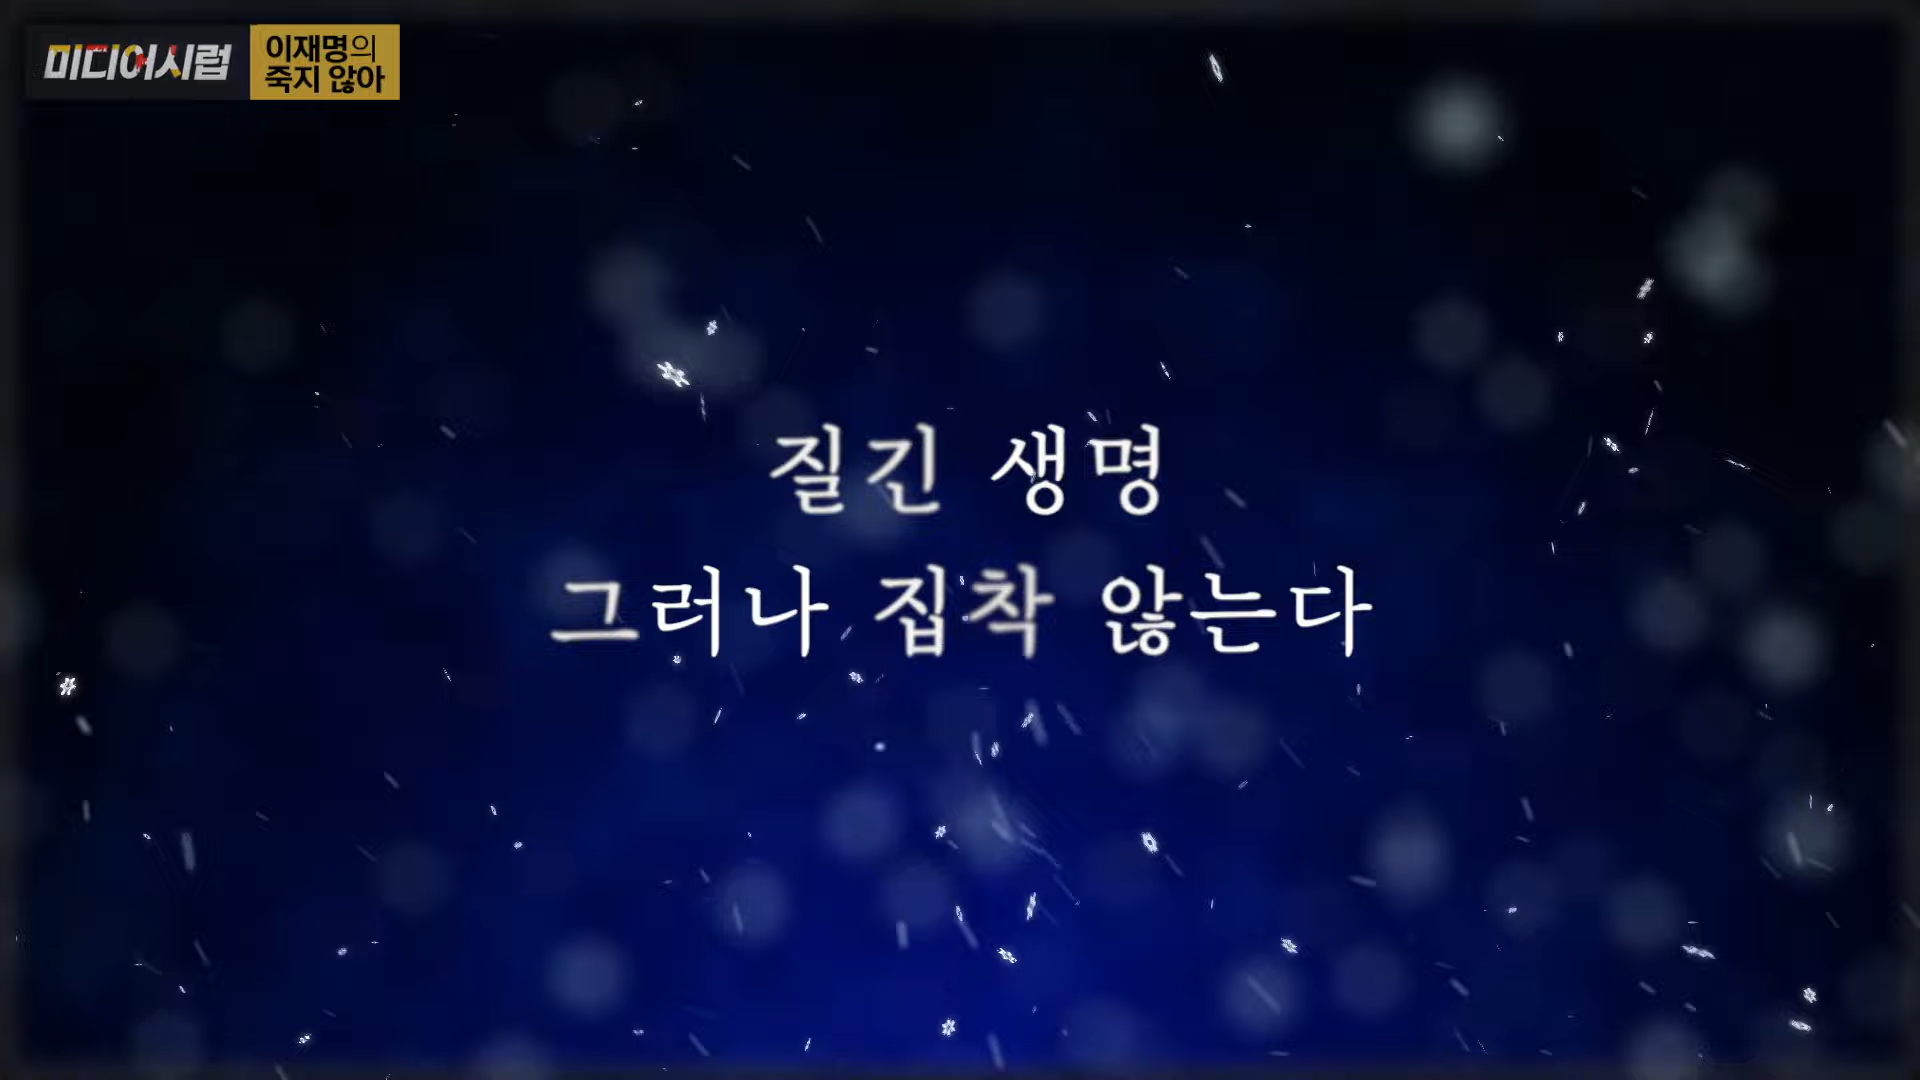 미디어시럽
이재명의
죽지 않아
질긴 생명
그러나 집착 않는다